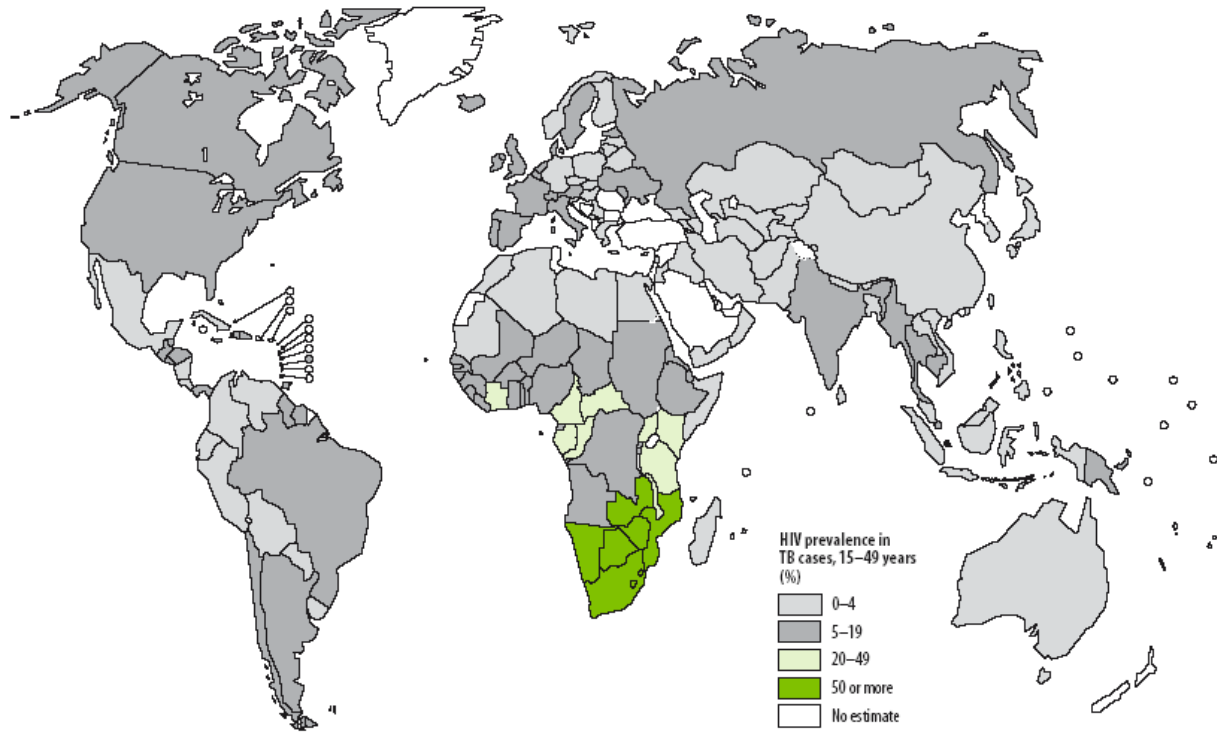 HIV prevalence in
TB cases, 15–49 years
(%)
0–4
5–19
20–49
50 or more
No estimate